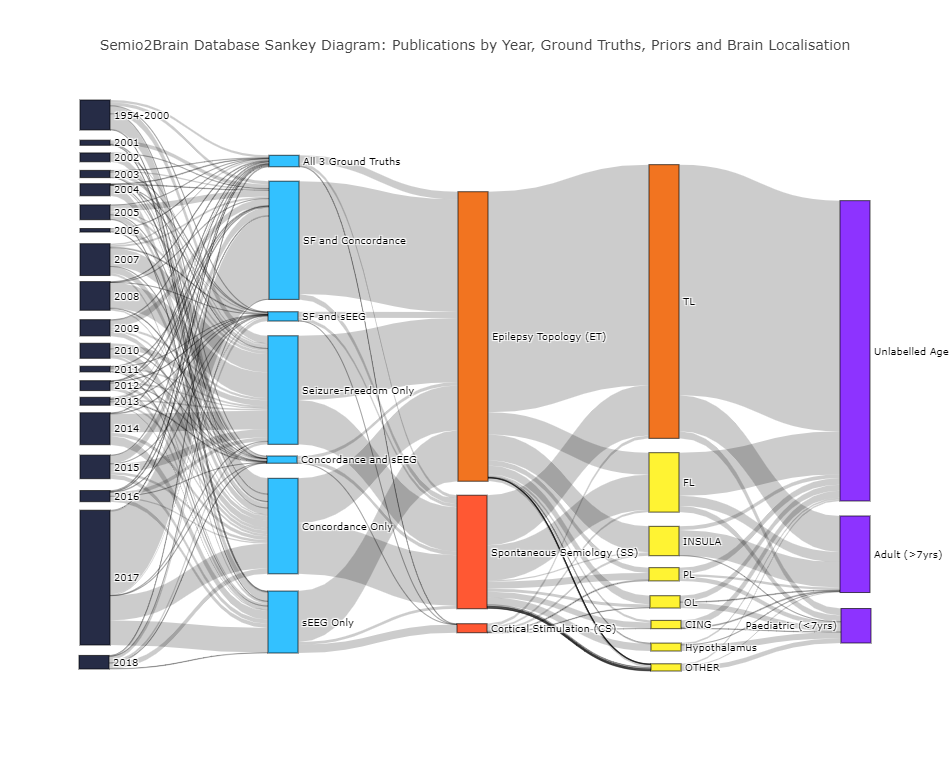 Semio2Brain Database Sankey Diagram: Publications by Year, Ground Truths, Priors and Brain Localisation
1954-2000
2001
2002
2003
2004
2005
2006
2007
2008
2009
2010
2011
2012
2013
2014
2015
2016
2017
2018
All 3 Ground Truths
SF and Concordance
SF and sEEG
Seizure-Freedom Only
Concordance and sEEG
Concordance Only
sEEG Only
Epilepsy Topology (ET)
Spontaneous Semiology (SS)
Cortical Stimulation (CS)
TL
FL
INSULA
PL
OL
CING
Hypothalamus
OTHER
Unlabelled Age
Adult (>7yrs)
Paediatric (<7yrs)